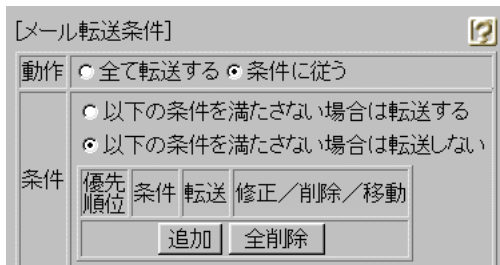 [メール転送条件]
動作 全て転送する 条件に従う
以下の条件を満たさない場合は転送する
以下の条件を満たさない場合は転送しない
条件
優先順位 条件 転送 修正／削除／移動
追加 全削除